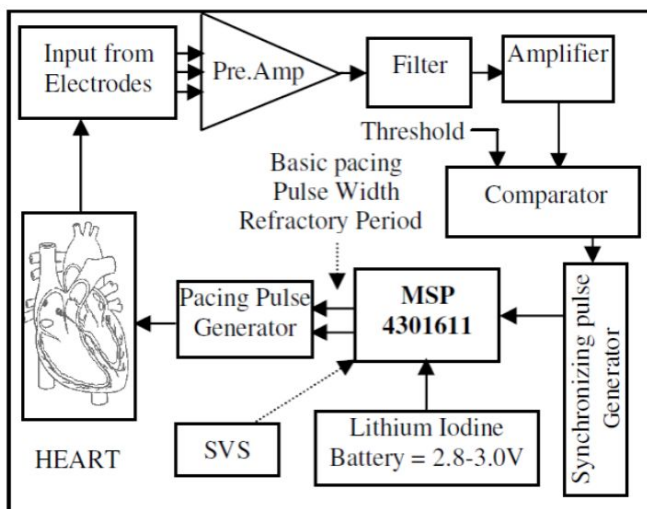 Input from
Electrodes
Pre.Amp
Filter
Amplifier
Threshold
Comparator
Basic pacing
Pulse Width
Refractory Period
Pacing Pulse
Generator
MSP
4301611
Synchronizing pulse
Generator
HEART
SVS
Lithium Iodine
Battery = 2.8-3.0V